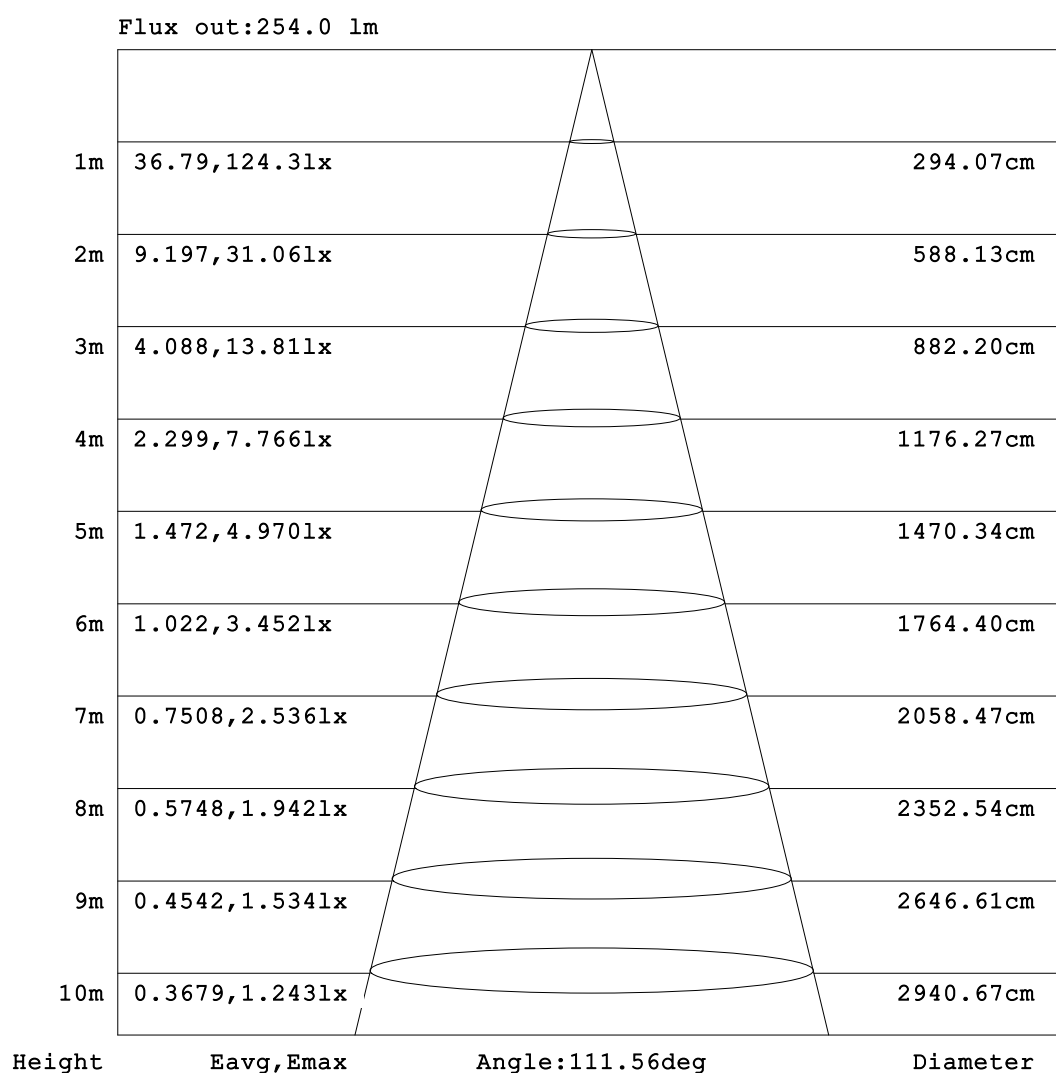 Flux out:254.0 lm
1m 36.79,124.3lx 294.07cm
2m 9.197,31.06lx 588.13cm
3m 4.088,13.81lx 882.20cm
4m 2.299,7.766lx 1176.27cm
5m 1.472,4.970lx 1470.34cm
6m 1.022,3.452lx 1764.40cm
7m 0.7508,2.536lx 2058.47cm
8m 0.5748,1.942lx 2352.54cm
9m 0.4542,1.534lx 2646.61cm
10m 0.3679,1.243lx 2940.67cm
Height Eavg,Emax Angle:111.56deg Diameter